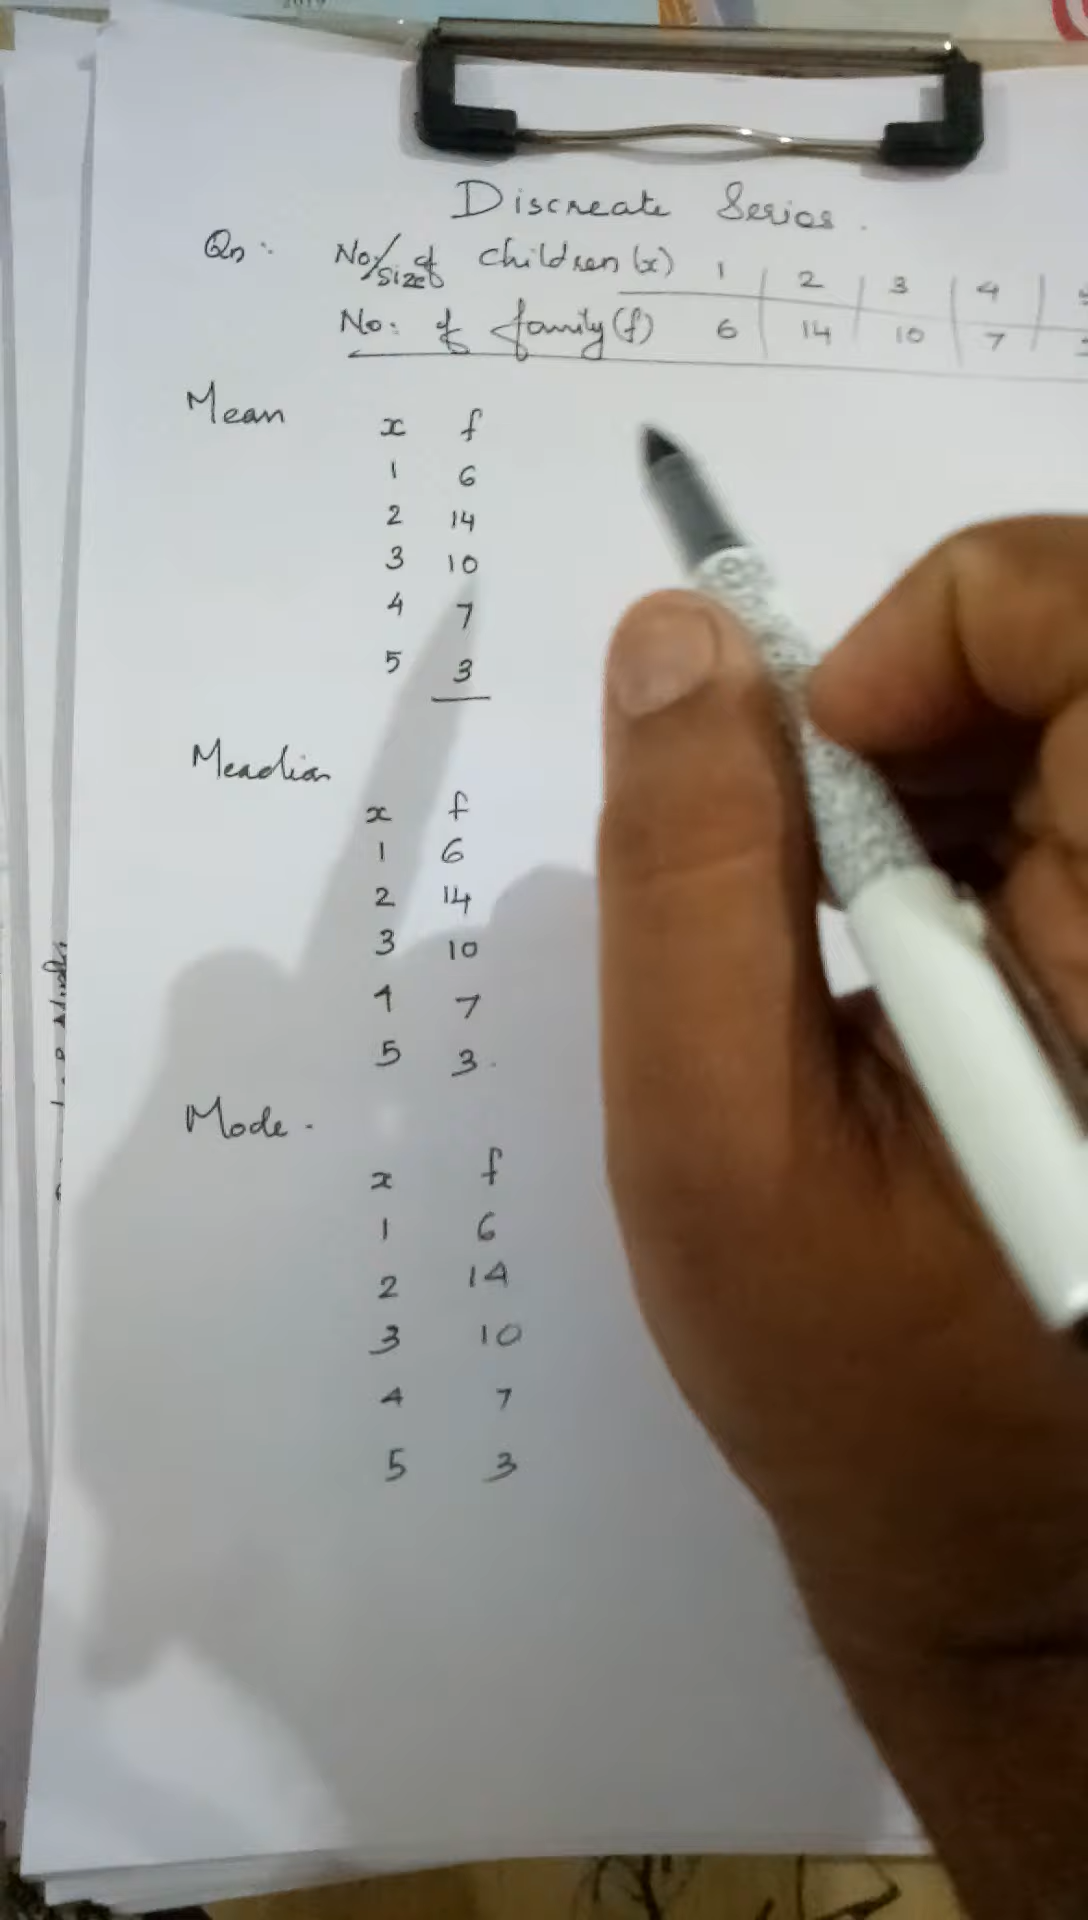 Discreate Series.
Qn: No/size of children (x) 1 2 3 4
No: of family (f) 6 14 10 7
Mean
x f
1 6
2 14
3 10
4 7
5 3
Meadian
x f
1 6
2 14
3 10
4 7
5 3.
Mode.
x f
1 6
2 14
3 10
4 7
5 3